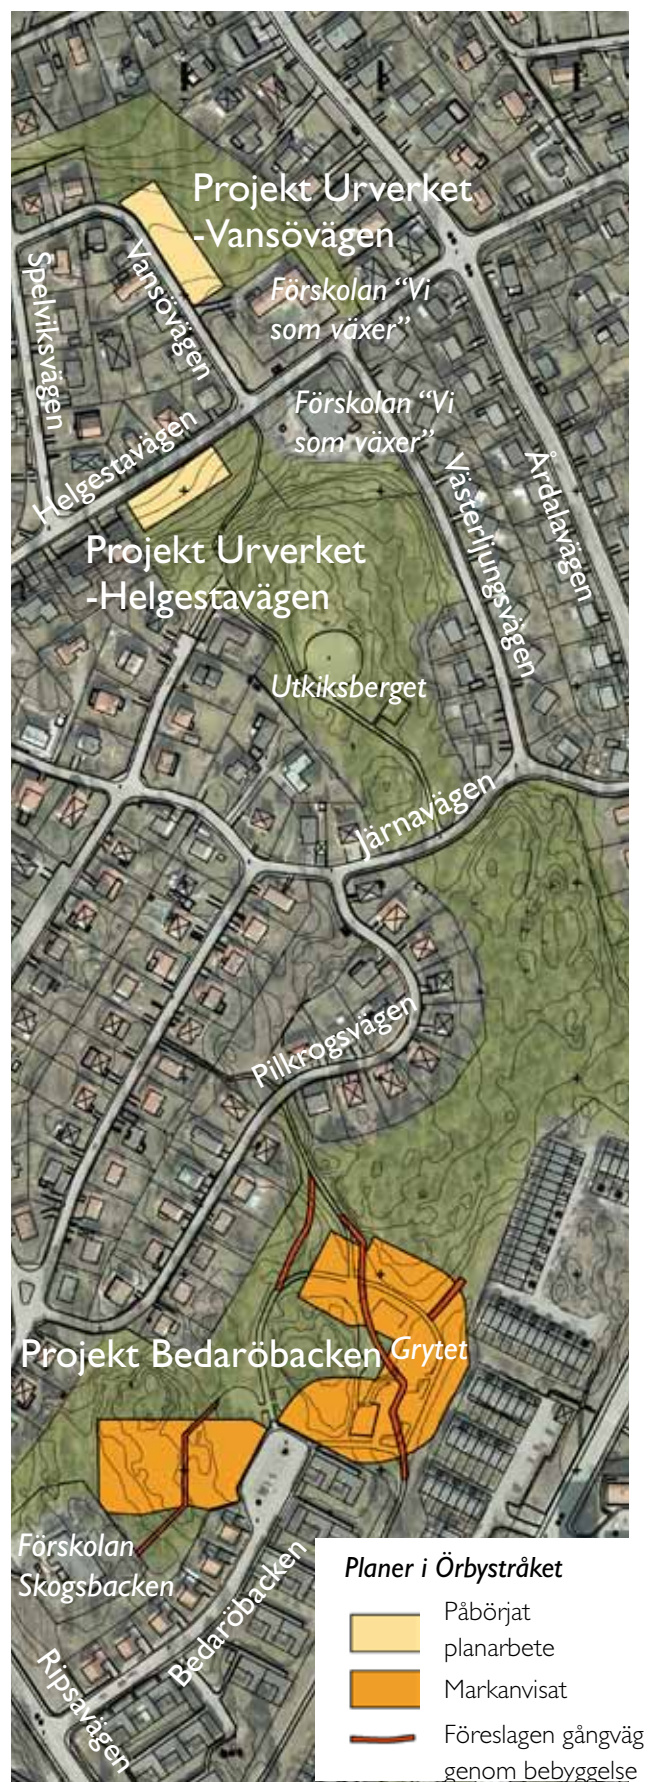 Projekt Urverket
-Vansövägen
Spelviksvägen
Vansövägen
Förskolan “Vi
som växer”
Förskolan “Vi
som växer”
Helgestavägen
Västerljungsvägen
Årdalavägen
Projekt Urverket
-Helgestavägen
Utkiksberget
Järnavägen
Pilkrogsvägen
Projekt Bedaröbacken
Grytet
Förskolan
Skogsbacken
Bedaröbacken
Ripsavägen
Planer i Örbystråket
Påbörjat
planarbete
Markanvisat
Föreslagen gångväg
genom bebyggelse